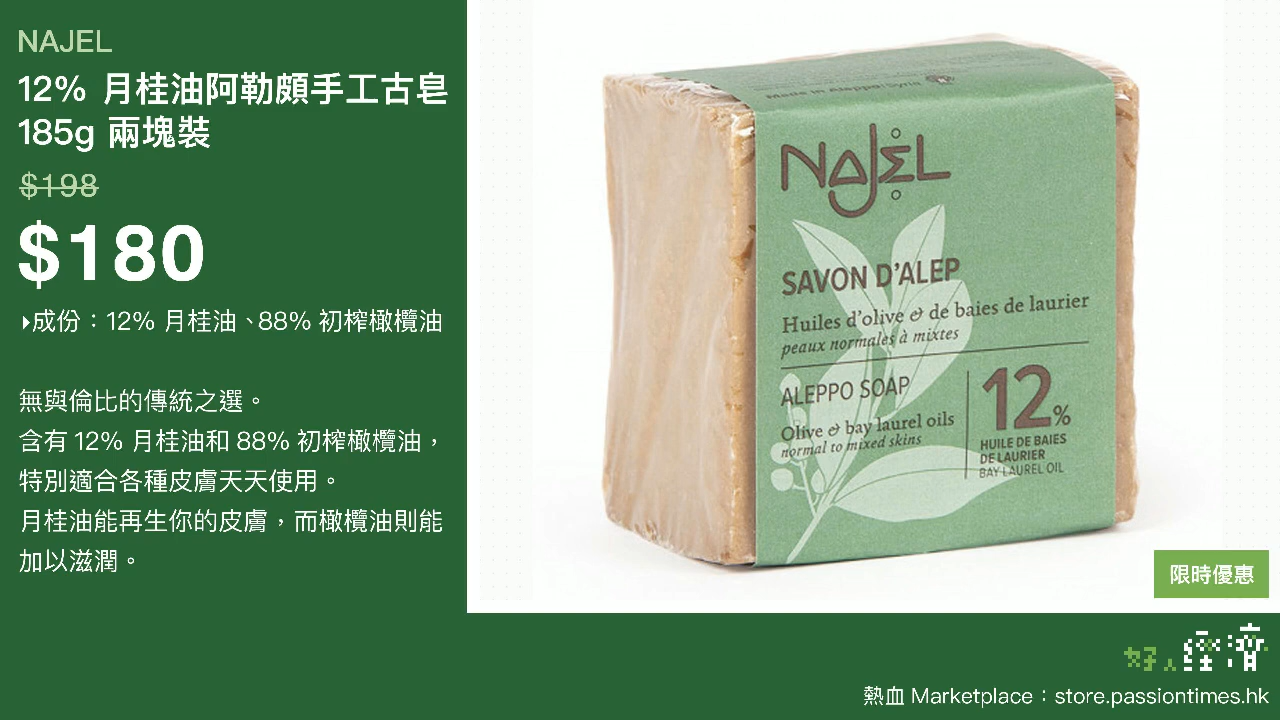 NAJEL
12% 月桂油阿勒頗手工古皂
185g 兩塊裝
$198
$180
▸成份：12% 月桂油、88% 初榨橄欖油
無與倫比的傳統之選。
含有 12% 月桂油和 88% 初榨橄欖油，
特別適合各種皮膚天天使用。
月桂油能再生你的皮膚，而橄欖油則能
加以滋潤。
Made in Aleppo, Syria
NAJEL
SAVON D'ALEP
Huiles d'olive & de baies de laurier
peaux normales à mixtes
ALEPPO SOAP
Olive & bay laurel oils
normal to mixed skins
12%
HUILE DE BAIES
DE LAURIER
BAY LAUREL OIL
限時優惠
好人經濟
熱血 Marketplace：store.passiontimes.hk